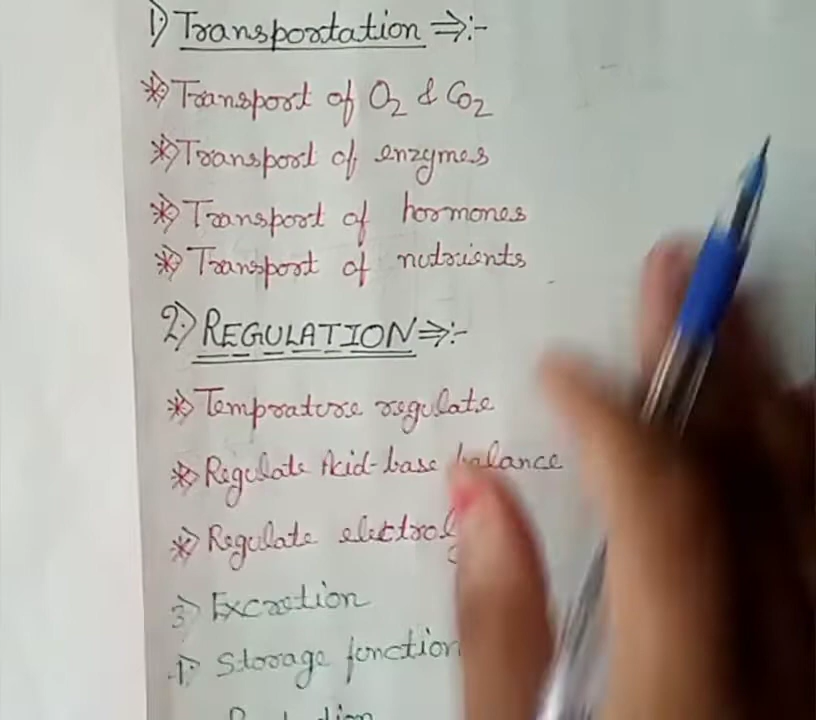 1) Transportation ⇒:-
* Transport of O2 & CO2
* Transport of enzymes
* Transport of hormones
* Transport of nutrients
2) REGULATION ⇒:-
* Temprature regulate
* Regulate Acid-base balance
* Regulate
3) Excretion
4) Storage function